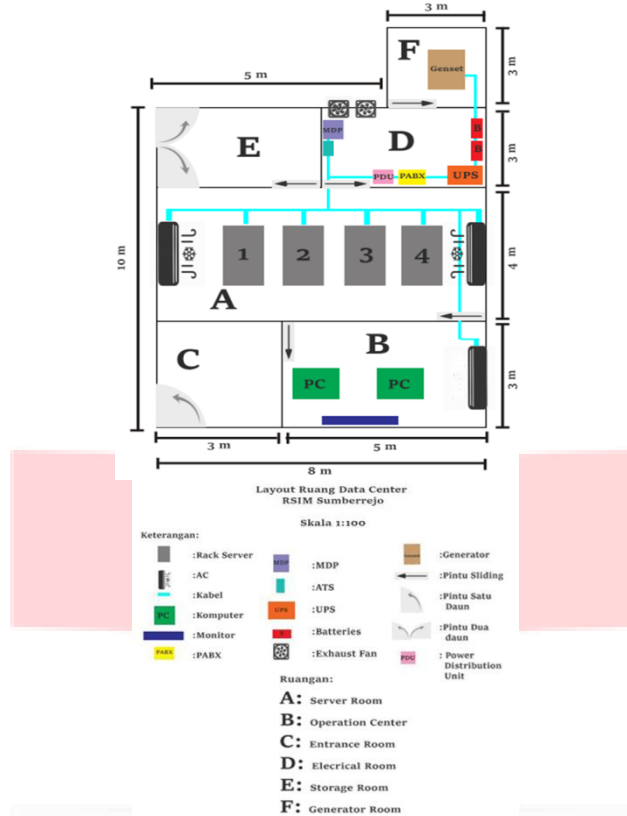 3 m
F
Genset
3 m
5 m
E
MDP
D
B
B
PDU
PABX
UPS
3 m
10 m
1
2
3
4
A
4 m
C
B
PC
PC
3 m
3 m
5 m
8 m
Layout Ruang Data Center
RSIM Sumberrejo
Skala 1:100
Keterangan:
:Rack Server
:AC
:Kabel
PC :Komputer
:Monitor
PABX :PABX
MDP :MDP
:ATS
UPS :UPS
:Batteries
:Exhaust Fan
:Generator
:Pintu Sliding
:Pintu Satu
Daun
:Pintu Dua
daun
PDU : Power
Distribution
Unit
Ruangan:
A: Server Room
B: Operation Center
C: Entrance Room
D: Elecrical Room
E: Storage Room
F: Generator Room